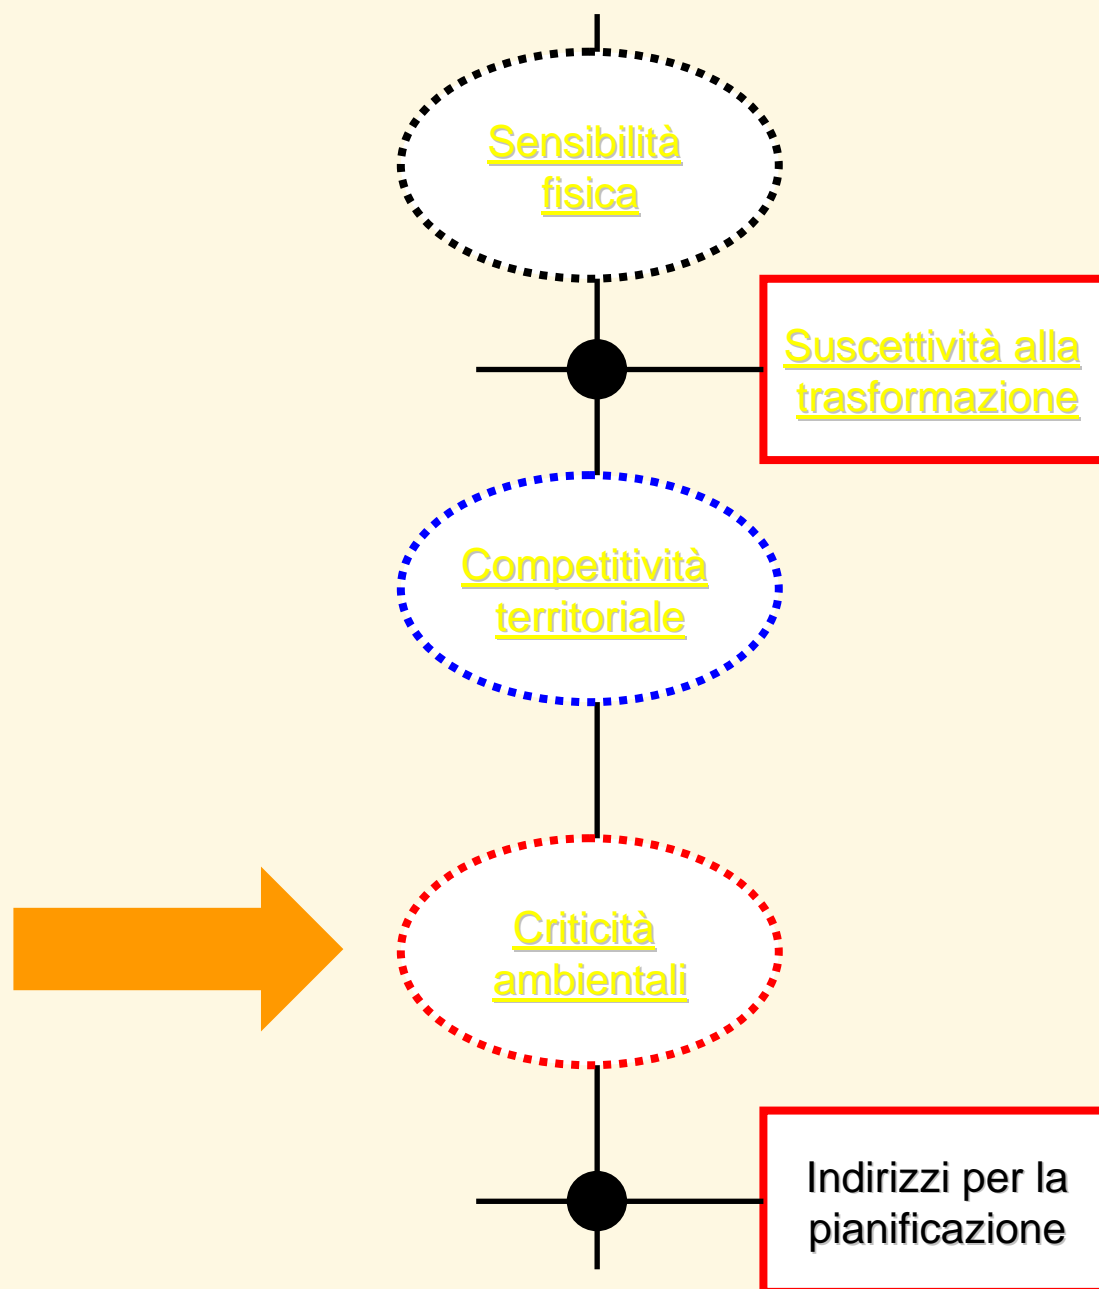 Sensibilità
fisica
Suscettività alla
trasformazione
Competitività
territoriale
Criticità
ambientali
Indirizzi per la
pianificazione